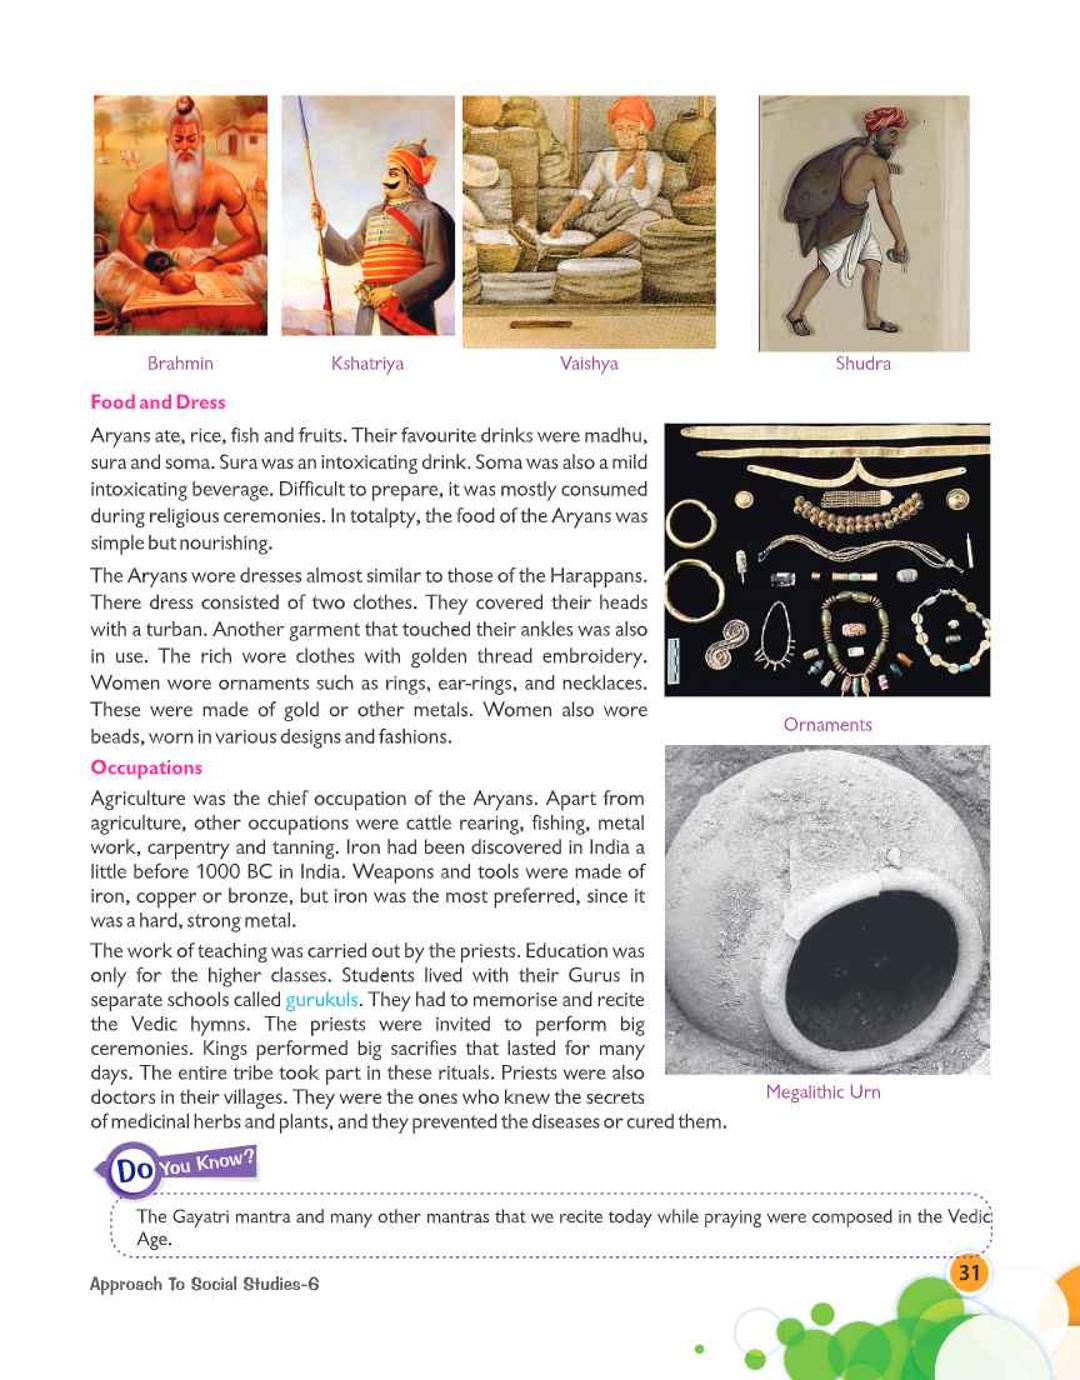 Brahmin
Kshatriya
Vaishya
Shudra
Food and Dress
Aryans ate, rice, fish and fruits. Their favourite drinks were madhu,
sura and soma. Sura was an intoxicating drink. Soma was also a mild
intoxicating beverage. Difficult to prepare, it was mostly consumed
during religious ceremonies. In totalpty, the food of the Aryans was
simple but nourishing.
The Aryans wore dresses almost similar to those of the Harappans.
There dress consisted of two clothes. They covered their heads
with a turban. Another garment that touched their ankles was also
in use. The rich wore clothes with golden thread embroidery.
Women wore ornaments such as rings, ear-rings, and necklaces.
These were made of gold or other metals. Women also wore
beads, worn in various designs and fashions.
Ornaments
Occupations
Agriculture was the chief occupation of the Aryans. Apart from
agriculture, other occupations were cattle rearing, fishing, metal
work, carpentry and tanning. Iron had been discovered in India a
little before 1000 BC in India. Weapons and tools were made of
iron, copper or bronze, but iron was the most preferred, since it
was a hard, strong metal.
The work of teaching was carried out by the priests. Education was
only for the higher classes. Students lived with their Gurus in
separate schools called gurukuls. They had to memorise and recite
the Vedic hymns. The priests were invited to perform big
ceremonies. Kings performed big sacrifies that lasted for many
days. The entire tribe took part in these rituals. Priests were also
doctors in their villages. They were the ones who knew the secrets
of medicinal herbs and plants, and they prevented the diseases or cured them.
Megalithic Urn
Do You Know?
The Gayatri mantra and many other mantras that we recite today while praying were composed in the Vedic
Age.
Approach To Social Studies-6
31